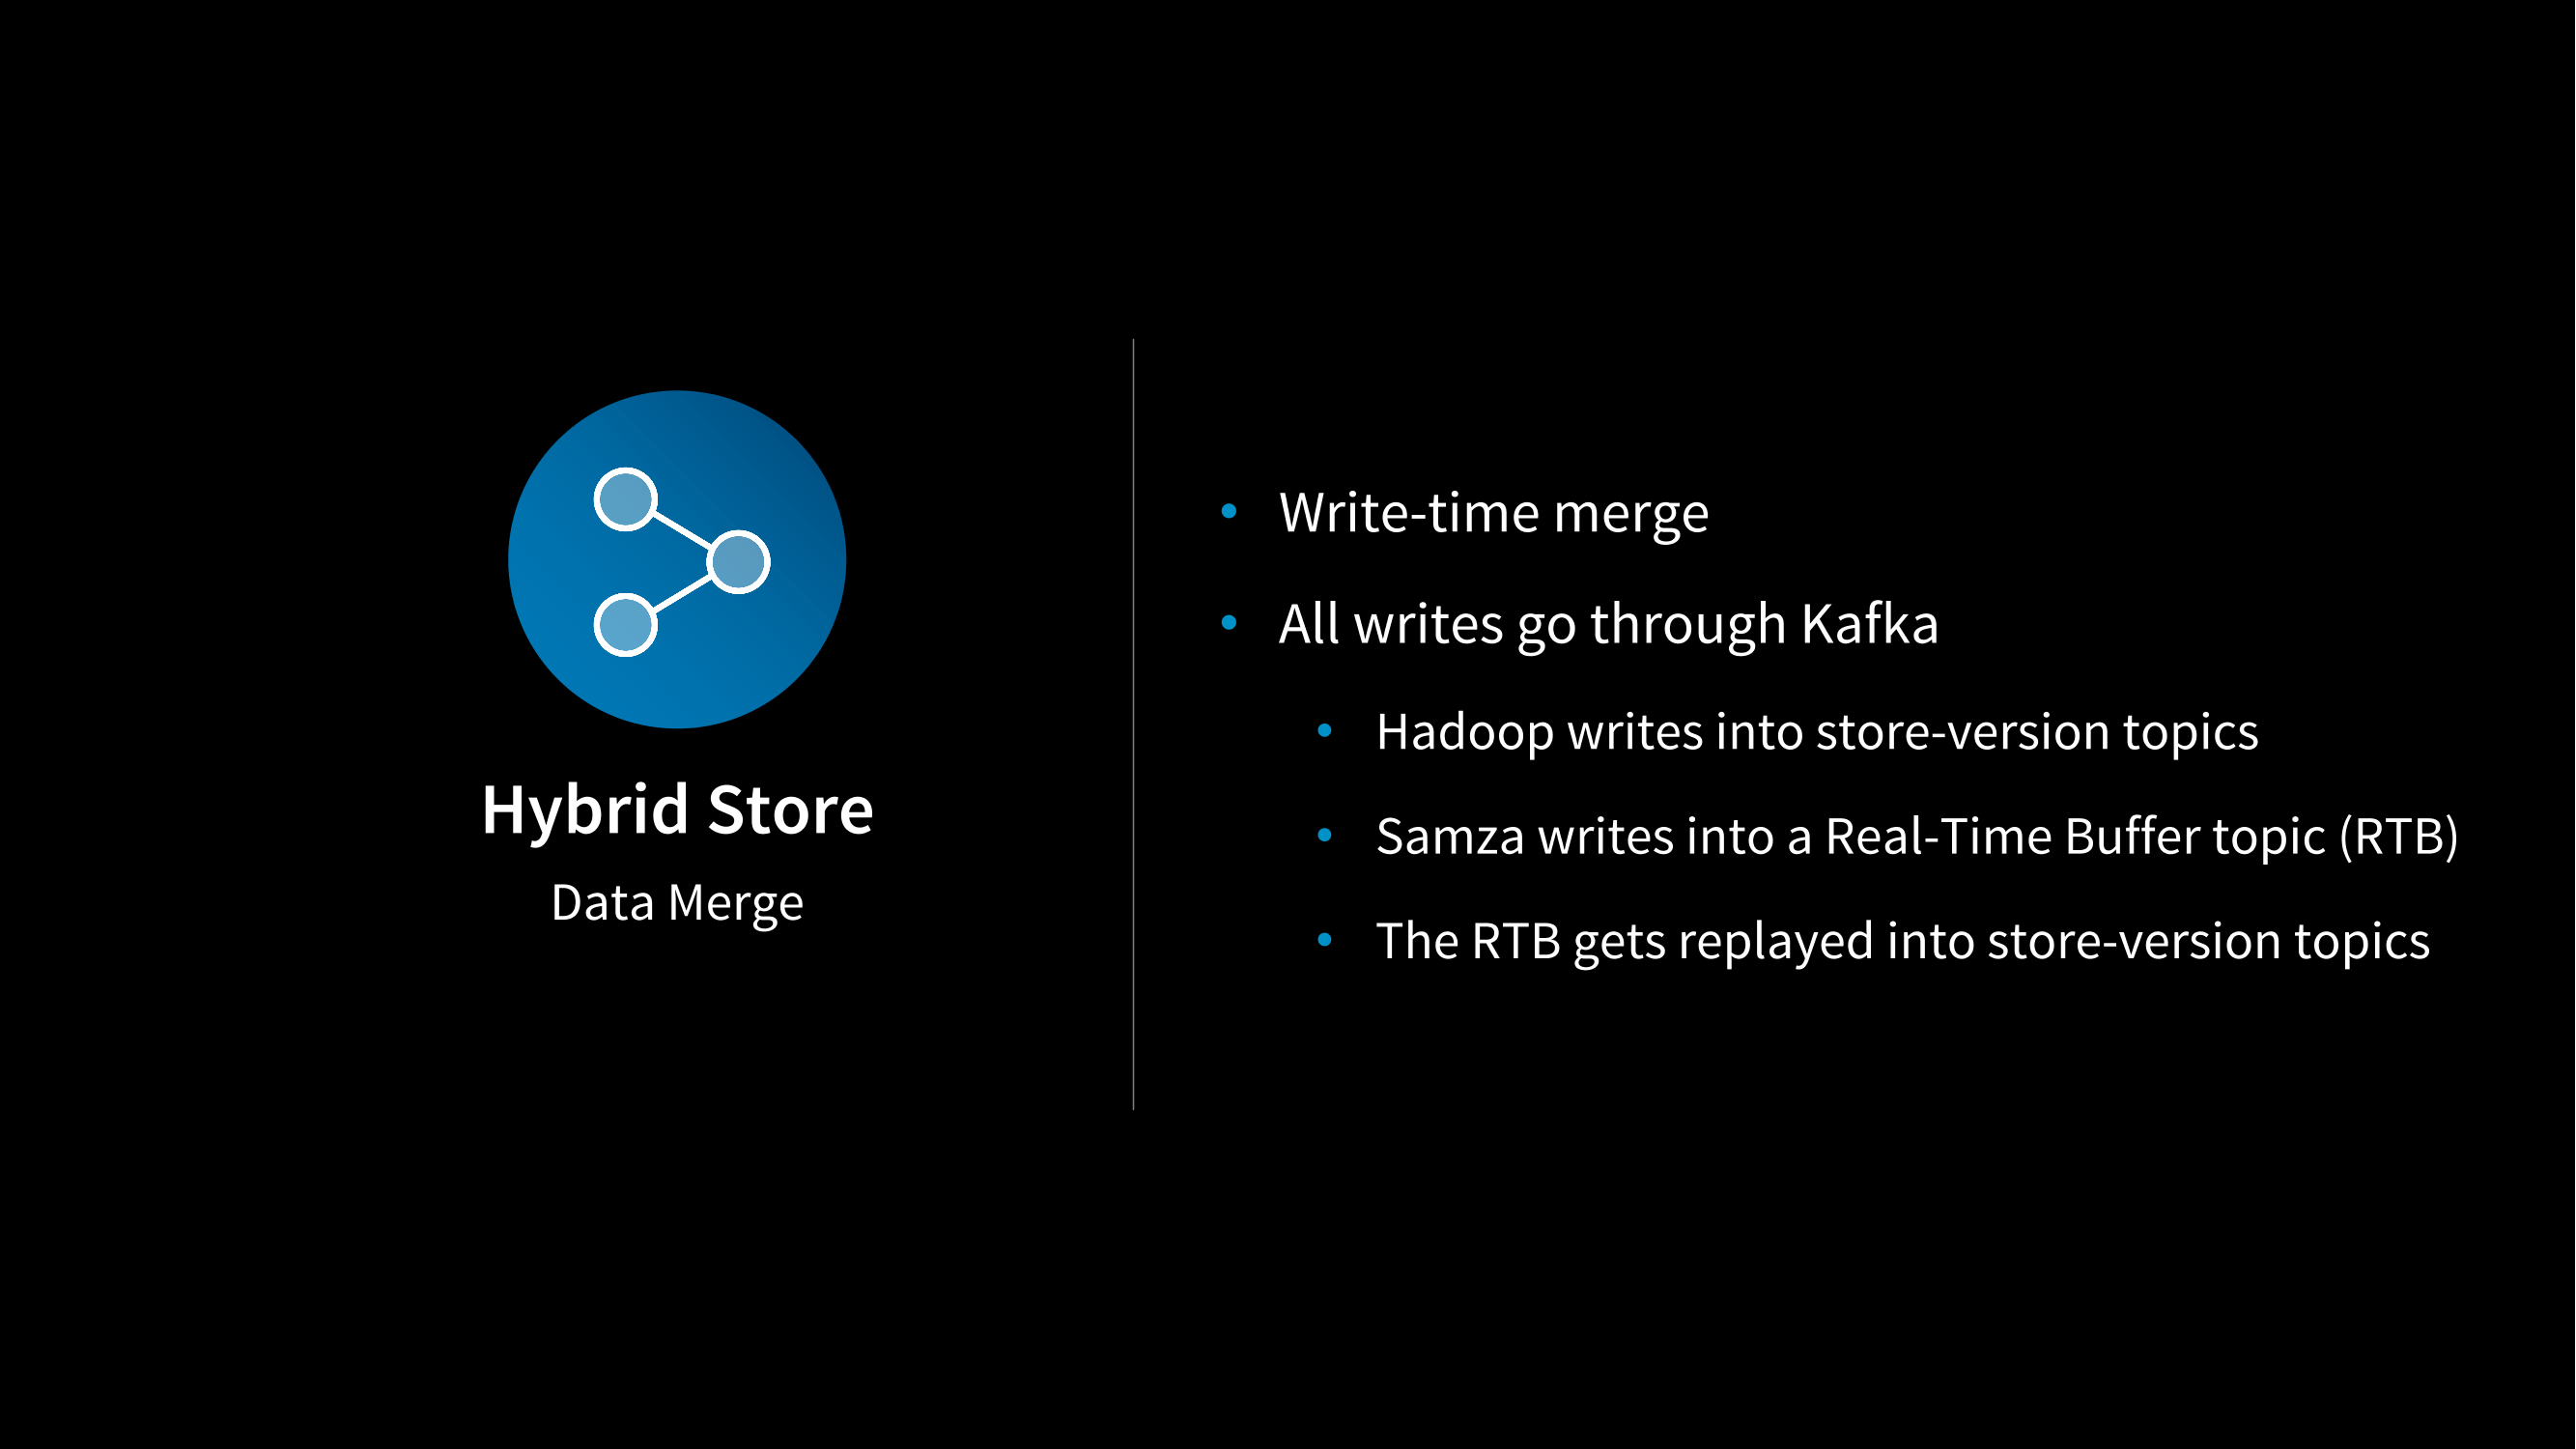 Hybrid Store
Data Merge
• Write-time merge
• All writes go through Kafka
• Hadoop writes into store-version topics
• Samza writes into a Real-Time Buffer topic (RTB)
• The RTB gets replayed into store-version topics